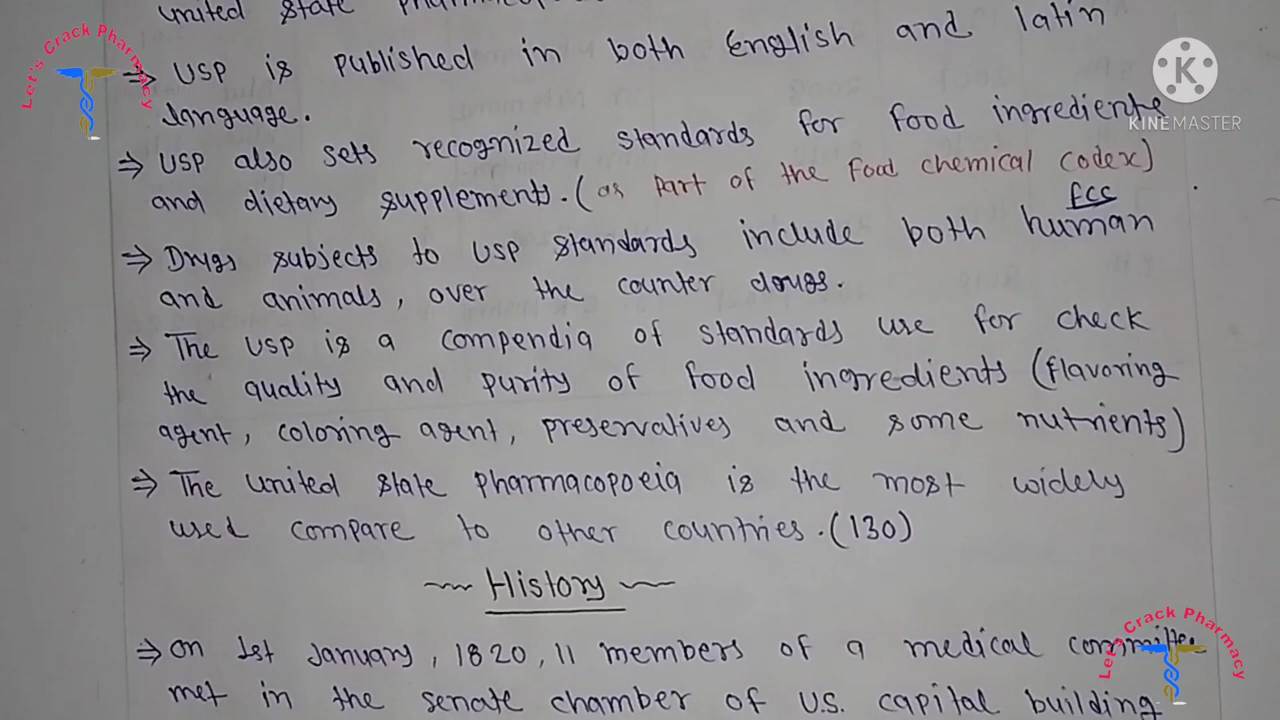 united state pharmacopoe
⇒ USP is published in both English and latin
language.
⇒ USP also sets recognized standards for food ingredients
and dietary supplements. (as part of the food chemical codex)
FCC
⇒ Drugs subjects to USP standards include both human
and animals, over the counter drugs.
⇒ The USP is a compendia of standards use for check
the quality and purity of food ingredients (flavoring
agent, coloring agent, preservatives and some nutrients)
⇒ The united state pharmacopoeia is the most widely
used compare to other countries. (130)
History
⇒ on 1st January, 1820, 11 members of a medical committe
met in the senate chamber of U.S. capital building
Let's Crack Pharmacy
K
KINEMASTER
Let's Crack Pharmacy